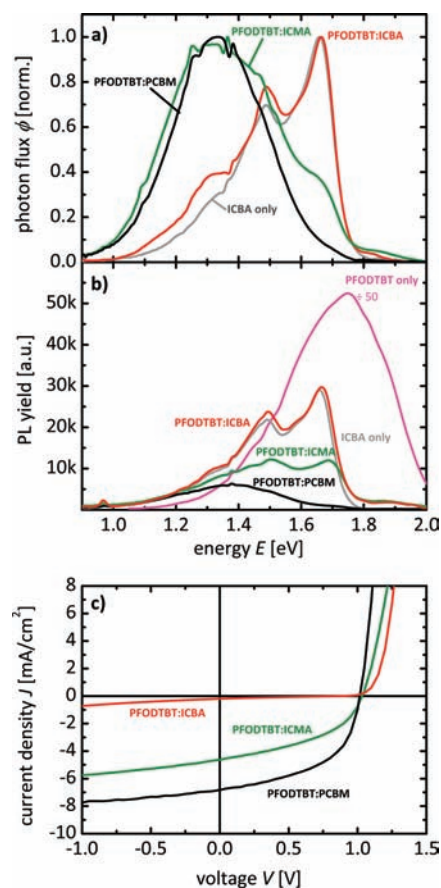 a)
PFODTBT:ICMA
PFODTBT:ICBA
PFODTBT:PCBM
ICBA only
photon flux ϕ [norm.]
1.0
0.8
0.6
0.4
0.2
0.0
b)
PFODTBT only
÷ 50
PFODTBT:ICBA
ICBA only
PFODTBT:ICMA
PFODTBT:PCBM
PL yield [a.u.]
50k
40k
30k
20k
10k
1.0 1.2 1.4 1.6 1.8 2.0
energy E [eV]
c)
PFODTBT:ICBA
PFODTBT:ICMA
PFODTBT:PCBM
current density J [mA/cm²]
8
6
4
2
0
-2
-4
-6
-8
-10
-1.0 -0.5 0.0 0.5 1.0 1.5
voltage V [V]